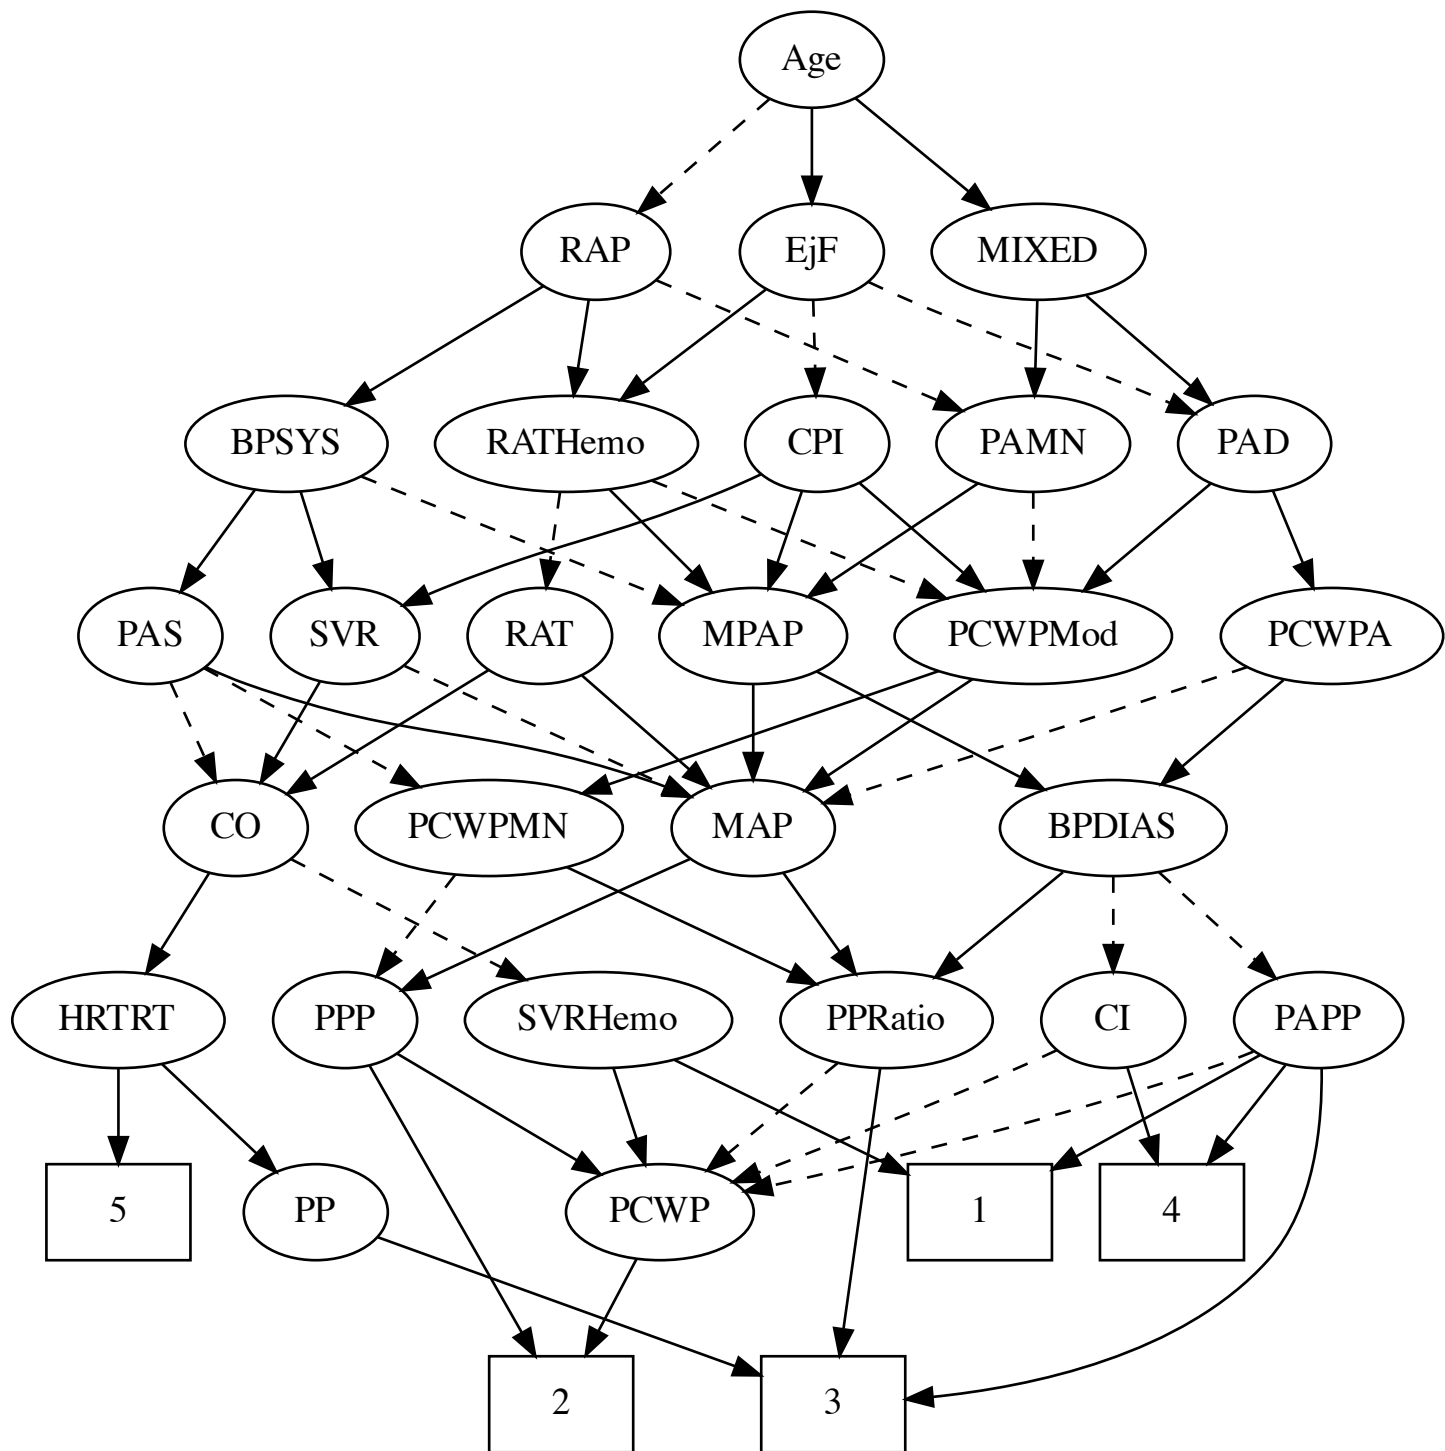 Age
RAP
EjF
MIXED
BPSYS
RATHemo
CPI
PAMN
PAD
PAS
SVR
RAT
MPAP
PCWPMod
PCWPA
CO
PCWPMN
MAP
BPDIAS
HRTRT
PPP
SVRHemo
PPRatio
CI
PAPP
5
PP
PCWP
1
4
2
3